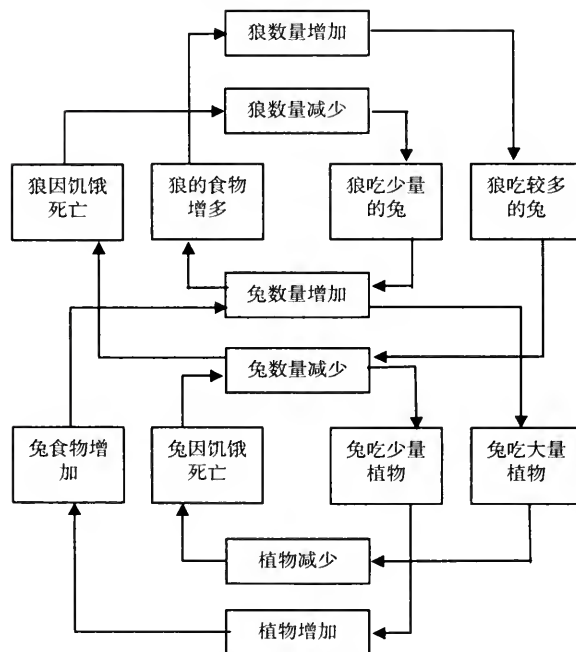 狼数量增加
狼数量减少
狼因饥饿
死亡
狼的食物
增多
狼吃少量
的兔
狼吃较多
的兔
兔数量增加
兔数量减少
兔食物增
加
兔因饥饿
死亡
兔吃少量
植物
兔吃大量
植物
植物减少
植物增加